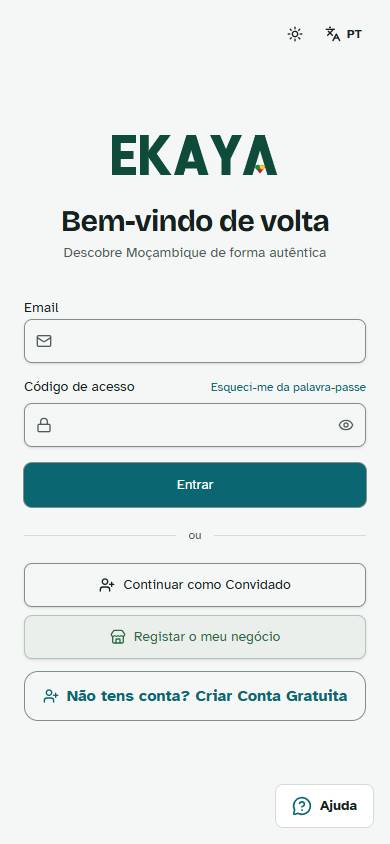 PT
EKAYA
Bem-vindo de volta
Descobre Moçambique de forma autêntica
Email
Código de acesso
Esqueci-me da palavra-passe
Entrar
ou
Continuar como Convidado
Registar o meu negócio
Não tens conta? Criar Conta Gratuita
Ajuda